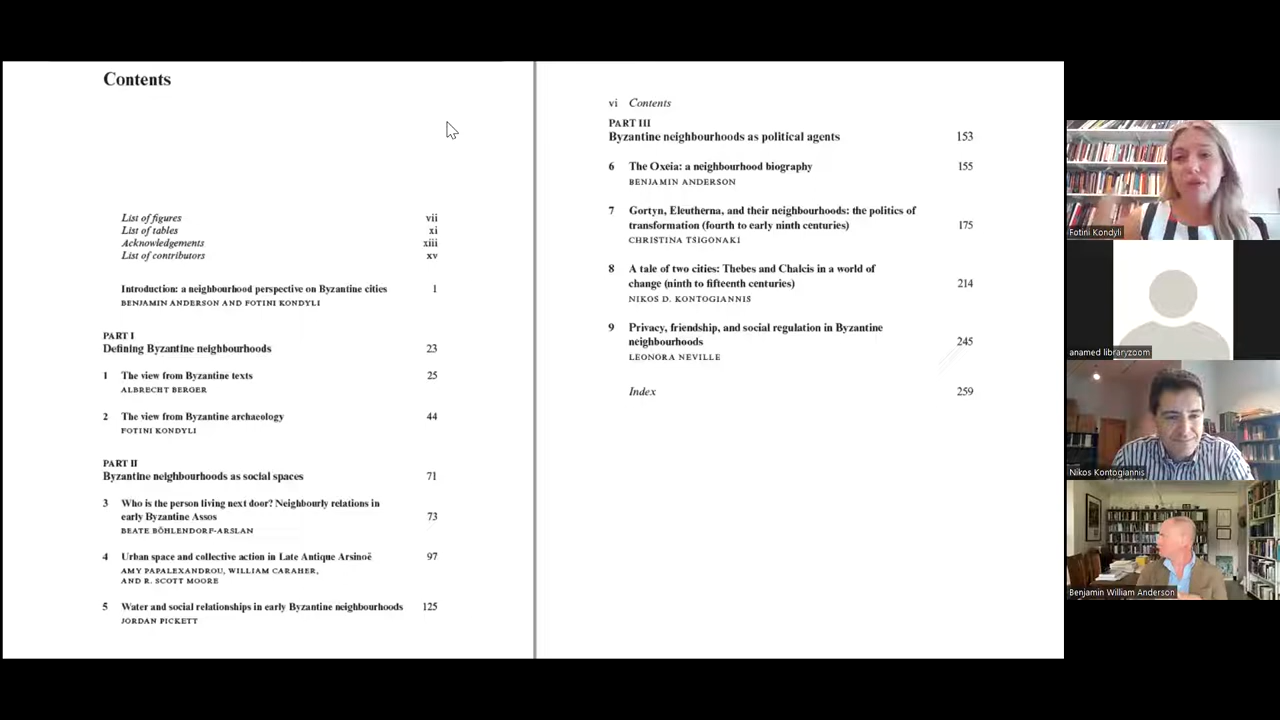 Contents
List of figures vii
List of tables xi
Acknowledgements xiii
List of contributors xv
Introduction: a neighbourhood perspective on Byzantine cities 1
BENJAMIN ANDERSON AND FOTINI KONDYLI
PART I
Defining Byzantine neighbourhoods 23
1 The view from Byzantine texts 25
ALBRECHT BERGER
2 The view from Byzantine archaeology 44
FOTINI KONDYLI
PART II
Byzantine neighbourhoods as social spaces 71
3 Who is the person living next door? Neighbourly relations in
early Byzantine Assos 73
BEATE BÖHLENDORF-ARSLAN
4 Urban space and collective action in Late Antique Arsinoë 97
AMY PAPALEXANDROU, WILLIAM CARAHER,
AND R. SCOTT MOORE
5 Water and social relationships in early Byzantine neighbourhoods 125
JORDAN PICKETT
vi Contents
PART III
Byzantine neighbourhoods as political agents 153
6 The Oxeia: a neighbourhood biography 155
BENJAMIN ANDERSON
7 Gortyn, Eleutherna, and their neighbourhoods: the politics of
transformation (fourth to early ninth centuries) 175
CHRISTINA TSIGONAKI
8 A tale of two cities: Thebes and Chalcis in a world of
change (ninth to fifteenth centuries) 214
NIKOS D. KONTOGIANNIS
9 Privacy, friendship, and social regulation in Byzantine
neighbourhoods 245
LEONORA NEVILLE
Index 259
Fotini Kondyli
anamed libraryzoom
Nikos Kontogiannis
Benjamin William Anderson